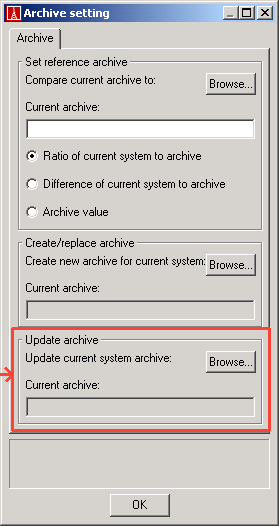 Archive setting
Archive
Set reference archive
Compare current archive to:
Browse...
Current archive:
Ratio of current system to archive
Difference of current system to archive
Archive value
Create/replace archive
Create new archive for current system:
Browse...
Current archive:
Update archive
Update current system archive:
Browse...
Current archive:
OK